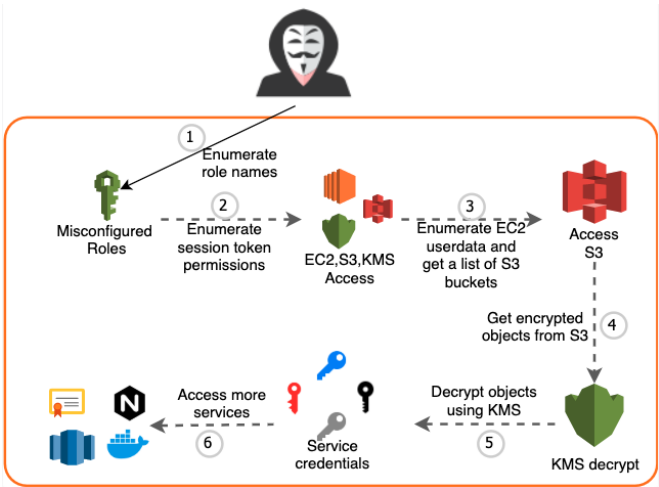 1
Enumerate
role names
Misconfigured
Roles
2
Enumerate
session token
permissions
EC2,S3,KMS
Access
3
Enumerate EC2
userdata and
get a list of S3
buckets
Access
S3
Get encrypted
objects from S3
4
KMS decrypt
Decrypt objects
using KMS
5
Service
credentials
Access more
services
6
N